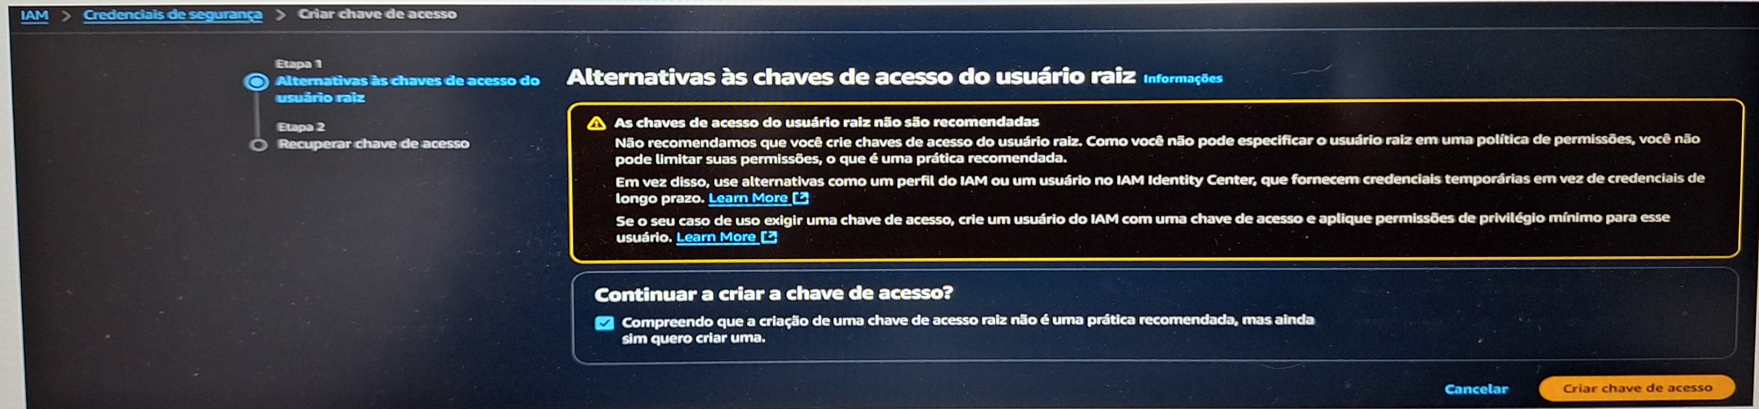 IAM > Credenciais de segurança > Criar chave de acesso
Etapa 1
Alternativas às chaves de acesso do
usuário raiz
Etapa 2
Recuperar chave de acesso
Alternativas às chaves de acesso do usuário raiz Informações
As chaves de acesso do usuário raiz não são recomendadas
Não recomendamos que você crie chaves de acesso do usuário raiz. Como você não pode especificar o usuário raiz em uma política de permissões, você não
pode limitar suas permissões, o que é uma prática recomendada.
Em vez disso, use alternativas como um perfil do IAM ou um usuário no IAM Identity Center, que fornecem credenciais temporárias em vez de credenciais de
longo prazo. Learn More
Se o seu caso de uso exigir uma chave de acesso, crie um usuário do IAM com uma chave de acesso e aplique permissões de privilégio mínimo para esse
usuário. Learn More
Continuar a criar a chave de acesso?
Compreendo que a criação de uma chave de acesso raiz não é uma prática recomendada, mas ainda
sim quero criar uma.
Cancelar
Criar chave de acesso